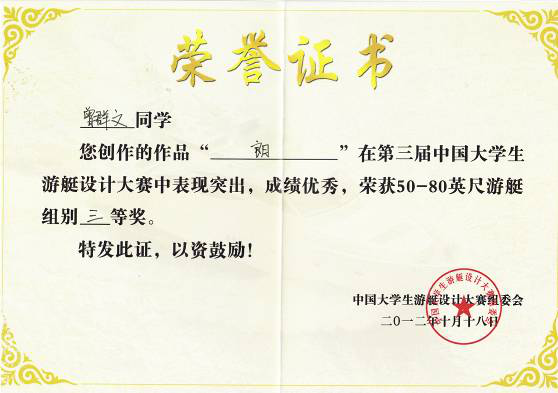 荣誉证书
曾群文同学
您创作的作品“朗”在第三届中国大学生
游艇设计大赛中表现突出，成绩优秀，荣获50-80英尺游艇
组别三等奖。
特发此证，以资鼓励！
中国大学生游艇设计大赛组委会
二〇一二年十月十八日
中国大学生游艇设计大赛组委会